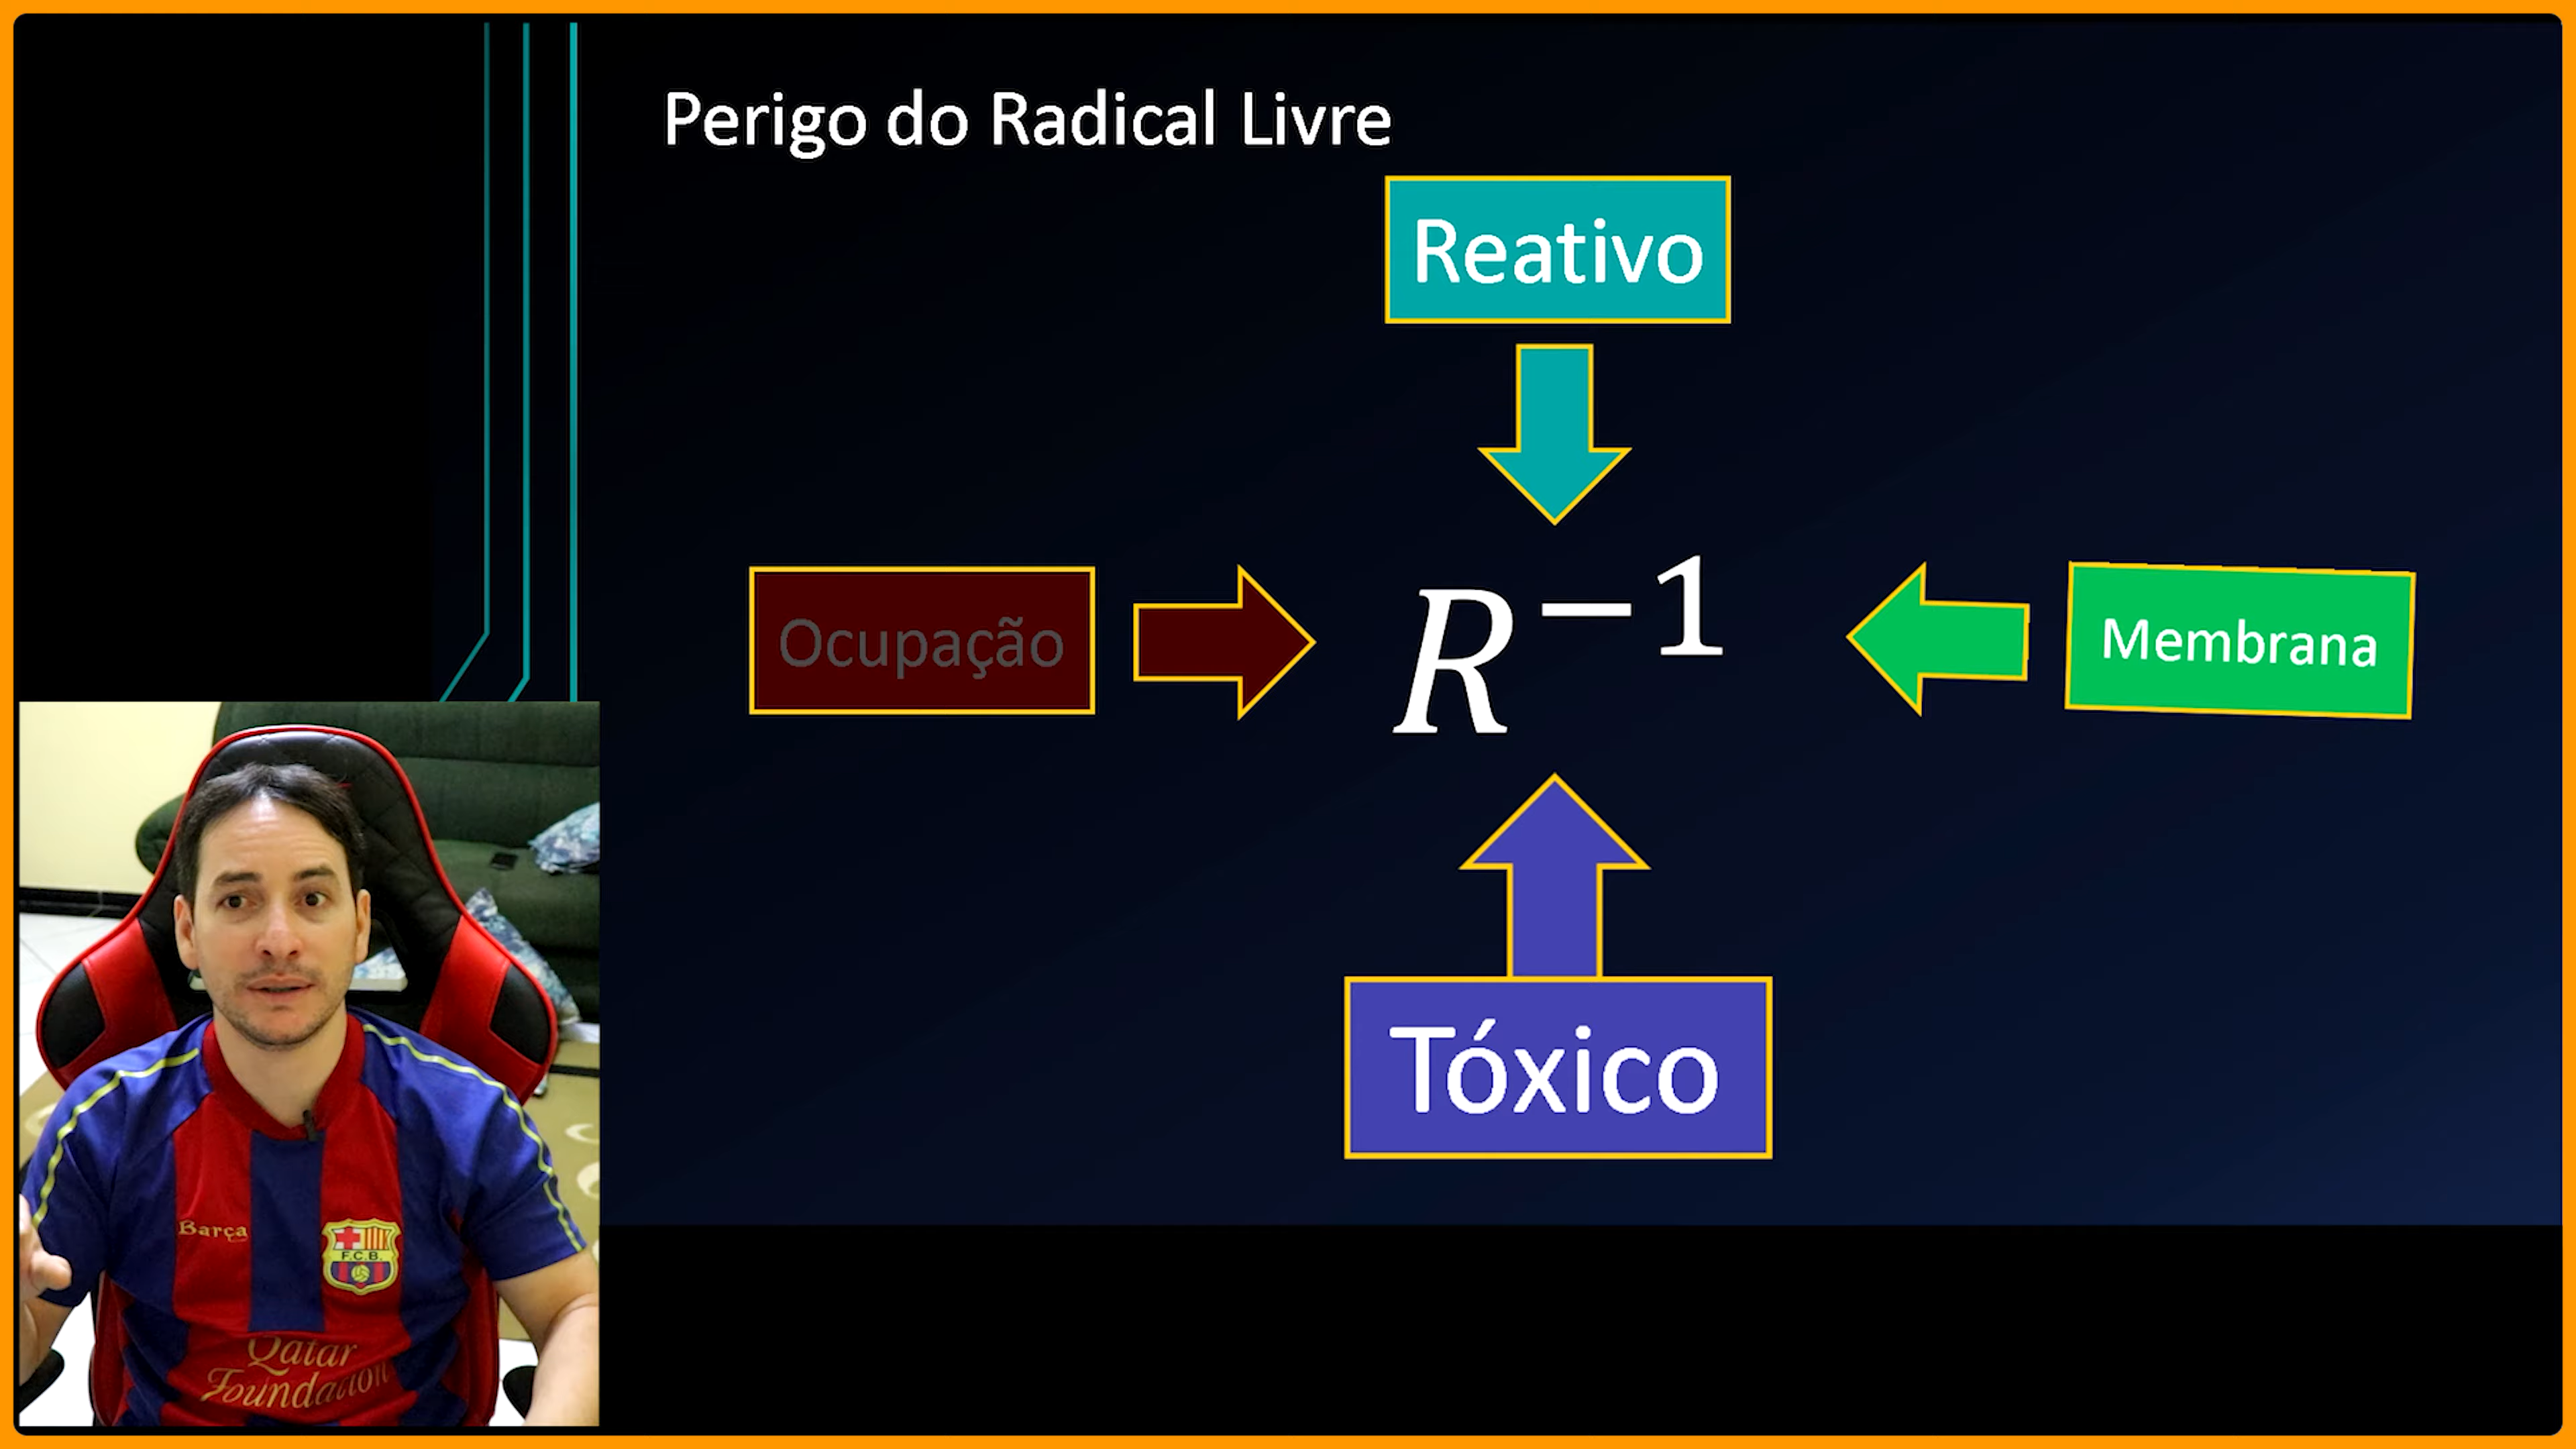 Perigo do Radical Livre
Reativo
Ocupação
R⁻¹
Membrana
Tóxico
Barça
F.C.B.
Qatar
Foundation